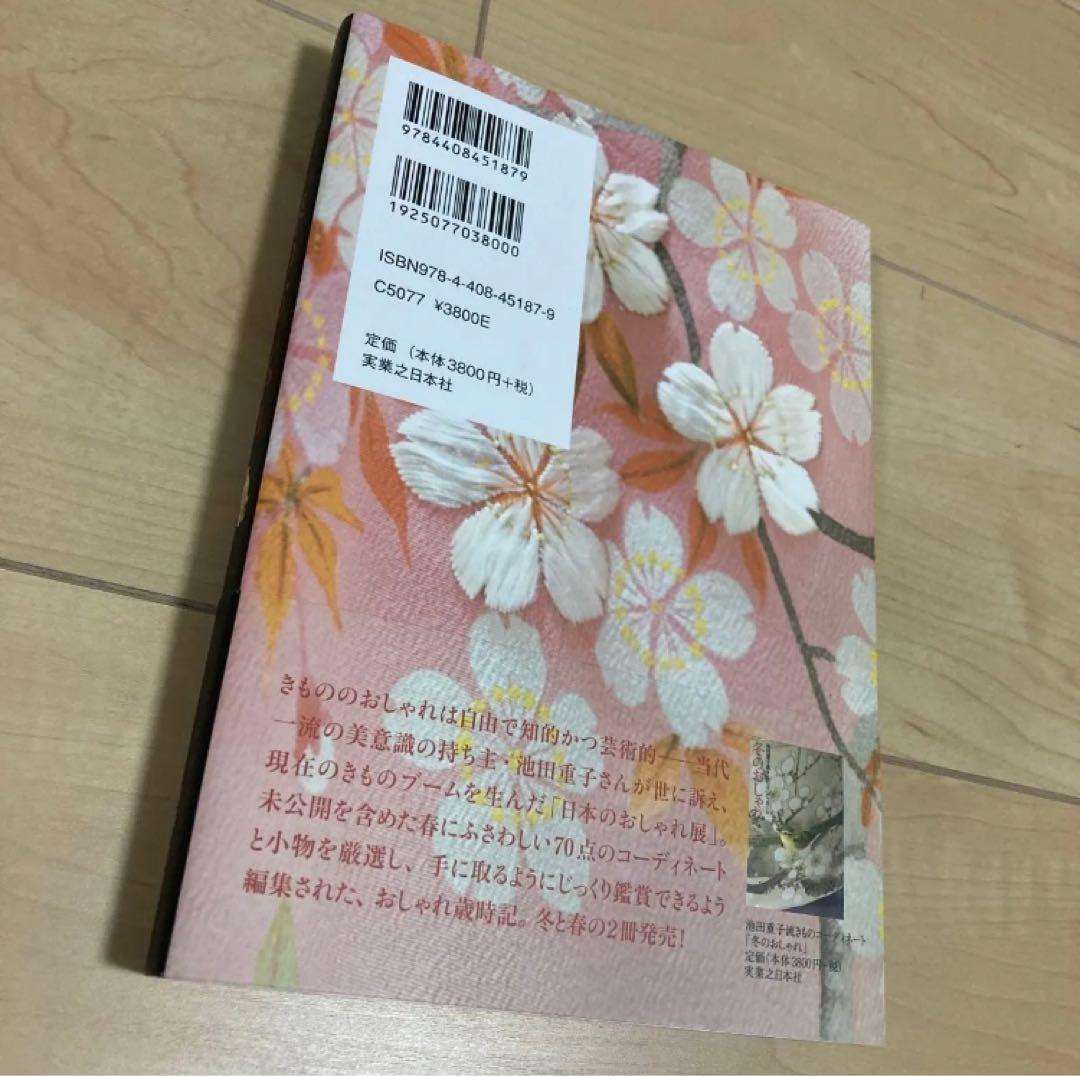 9784408451879
1925077038000
ISBN978-4-408-45187-9
C5077 ¥3800E
定価(本体3800円+税)
実業之日本社
きもののおしゃれは自由で知的かつ芸術的——当代
一流の美意識の持ち主・池田重子さんが世に訴え、
現在のきものブームを生んだ「日本のおしゃれ展」。
未公開を含めた春にふさわしい70点のコーディネート
と小物を厳選し、手に取るようにじっくり鑑賞できるよう
編集された、おしゃれ歳時記。冬と春の2冊発売!
冬のおしゃれ
池田重子流きものコーディネート
「冬のおしゃれ」
定価(本体3800円+税)
実業之日本社